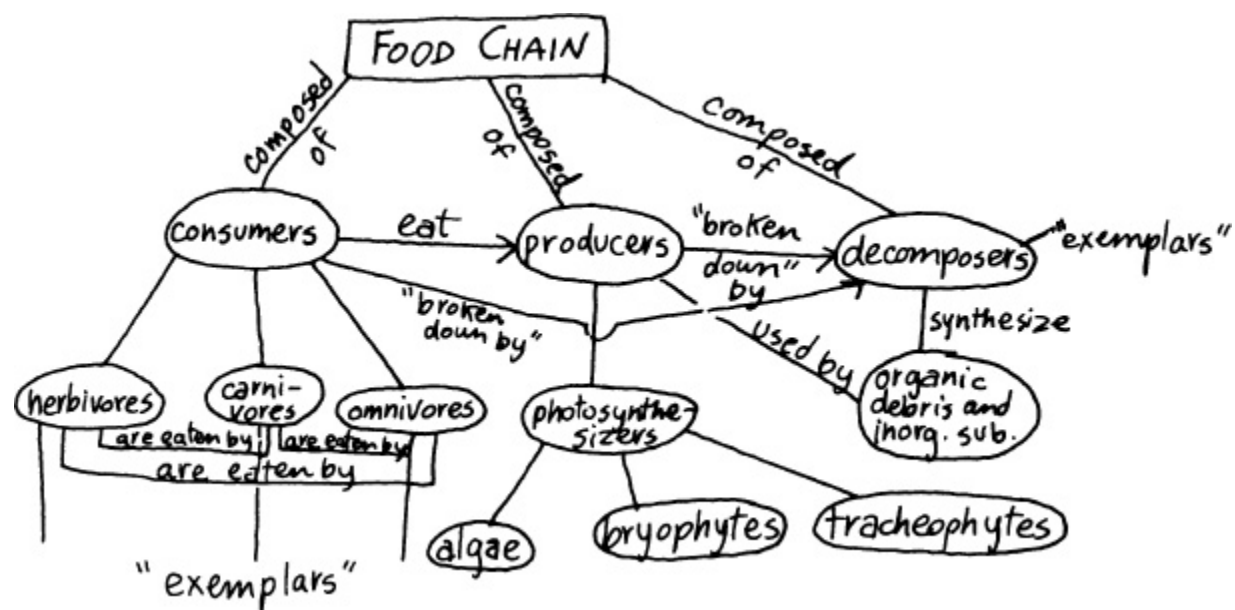 FOOD CHAIN
composed
of
composed
of
composed
of
consumers
eat
producers
"broken
down"
by
decomposers
"exemplars"
"broken
down by"
used by
synthesize
herbivores
carni-
vores
omnivores
are eaten by
are eaten by
are eaten by
photosynthe-
sizers
organic
debris and
inorg. sub.
algae
bryophytes
tracheophytes
"exemplars"